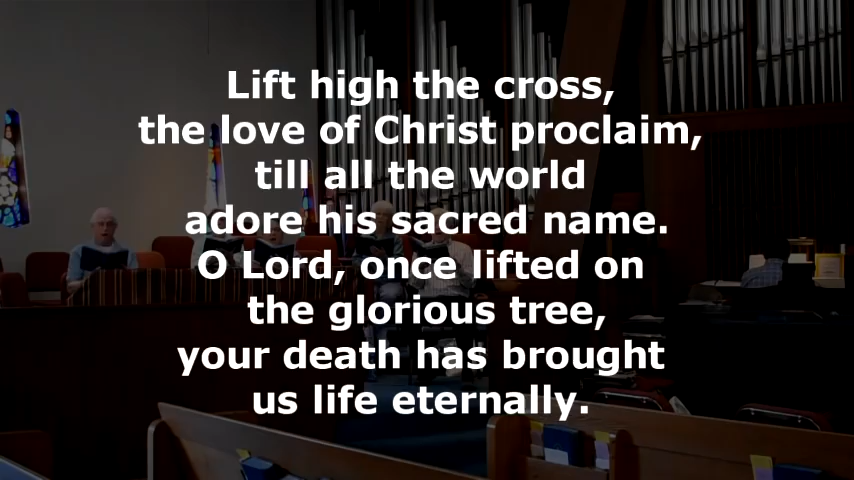 Lift high the cross,
the love of Christ proclaim,
till all the world
adore his sacred name.
O Lord, once lifted on
the glorious tree,
your death has brought
us life eternally.